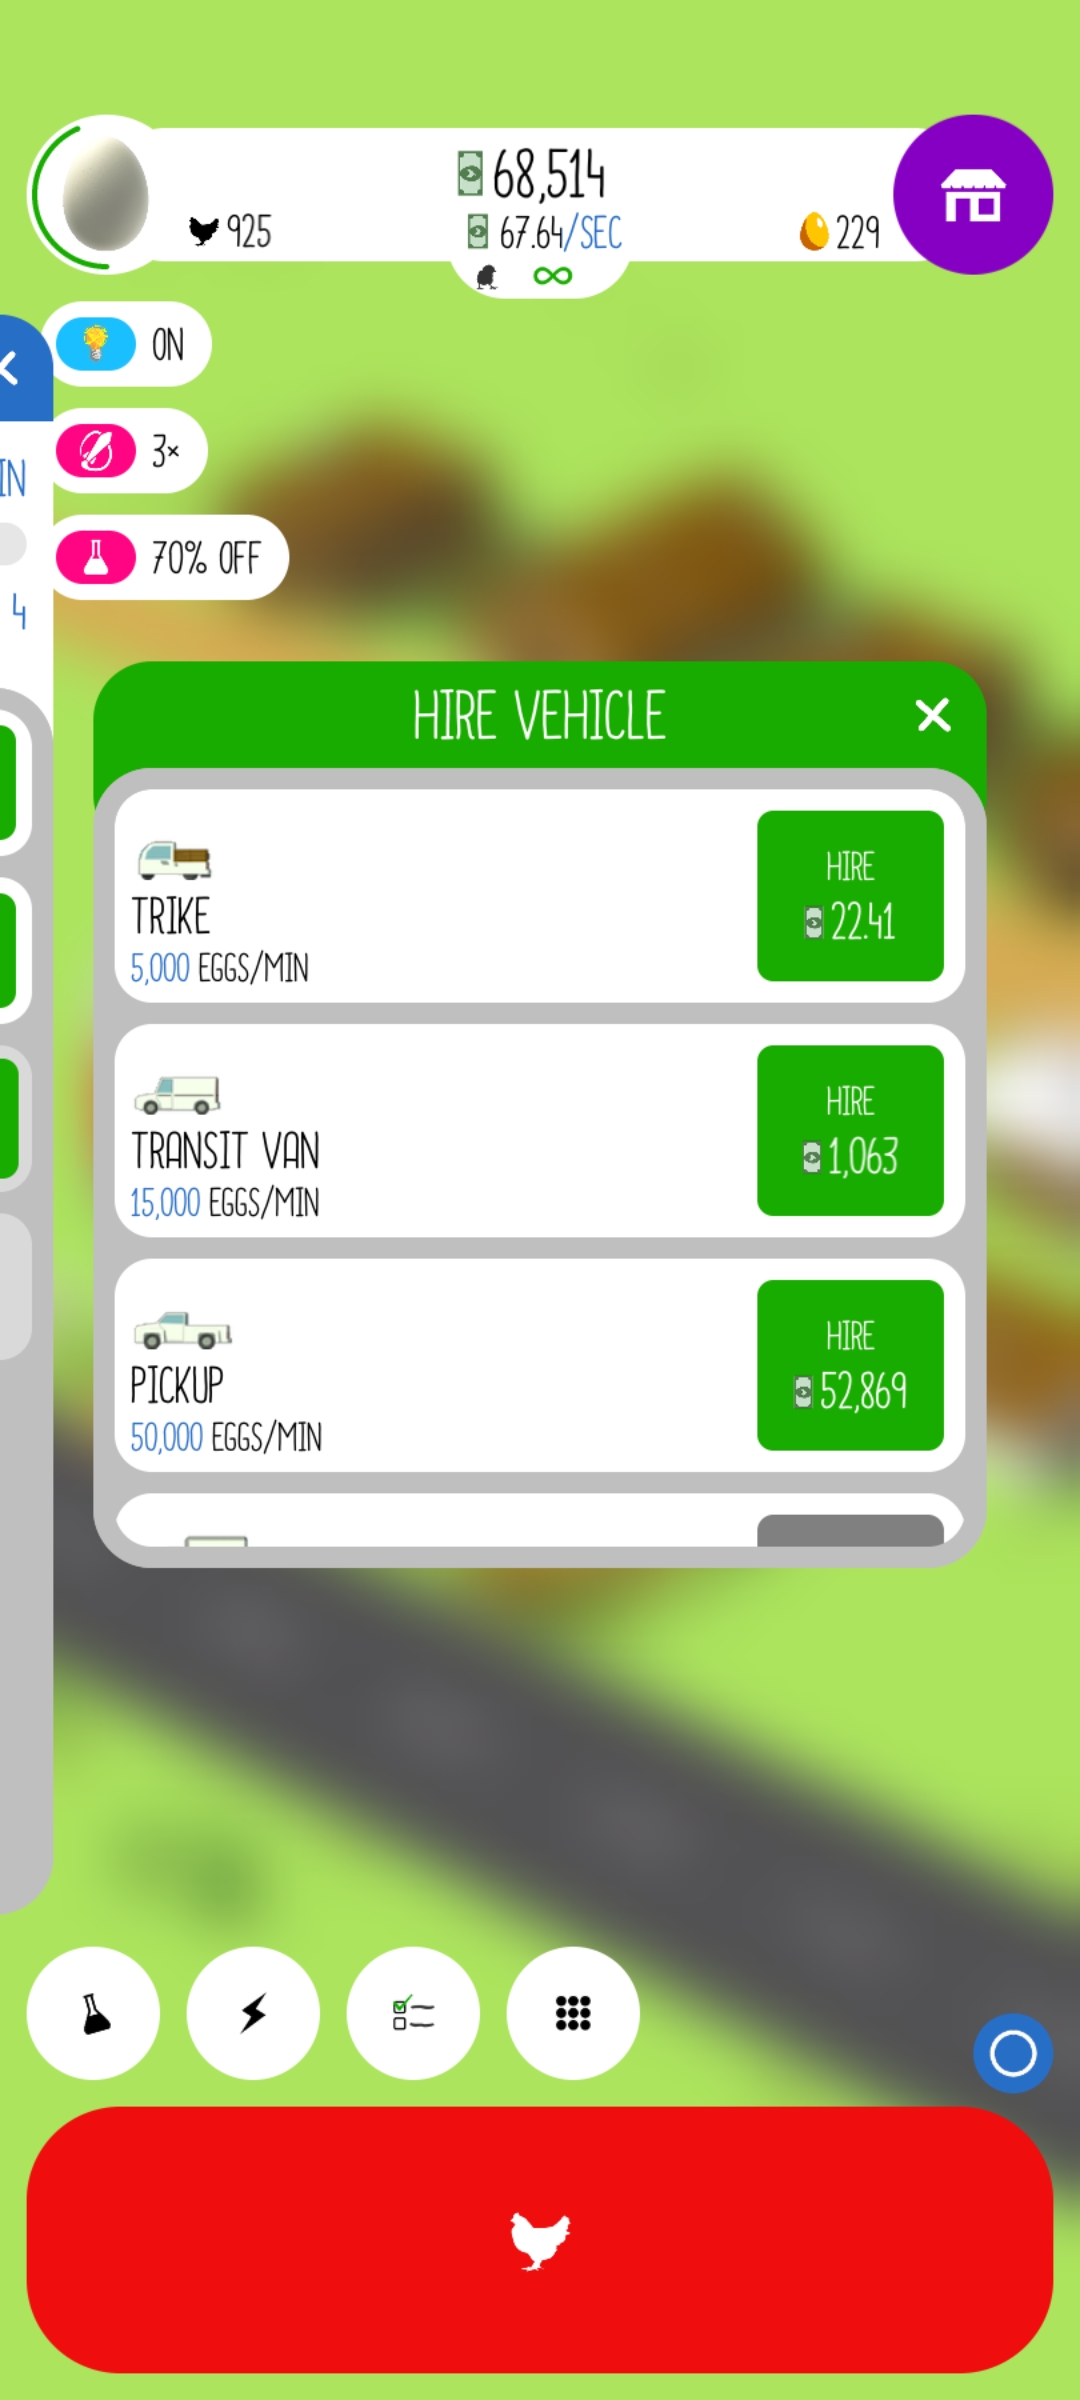 68,514
925
67.64/SEC
229
ON
3×
70% OFF
IN
4
HIRE VEHICLE
TRIKE
5,000 EGGS/MIN
HIRE
22.41
TRANSIT VAN
15,000 EGGS/MIN
HIRE
1,063
PICKUP
50,000 EGGS/MIN
HIRE
52,869